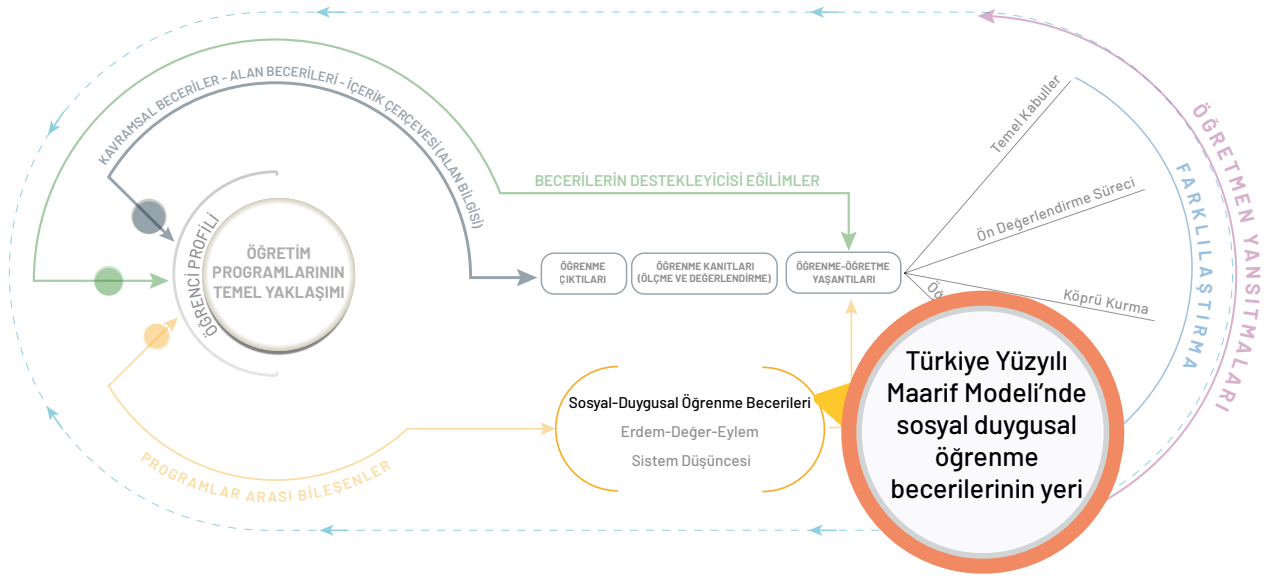 KAVRAMSAL BECERİLER - ALAN BECERİLERİ - İÇERİK ÇERÇEVESİ (ALAN BİLGİSİ)
ÖĞRENCİ PROFİLİ
ÖĞRETİM
PROGRAMLARININ
TEMEL YAKLAŞIMI
BECERİLERİN DESTEKLEYİCİSİ EĞİLİMLER
ÖĞRENME
ÇIKTILARI
ÖĞRENME KANITLARI
(ÖLÇME VE DEĞERLENDİRME)
ÖĞRENME-ÖĞRETME
YAŞANTILARI
Temel Kabuller
Ön Değerlendirme Süreci
Köprü Kurma
FARKLILAŞTIRMA
ÖĞRETMEN YANSITMALARI
PROGRAMLAR ARASI BİLEŞENLER
Sosyal-Duygusal Öğrenme Becerileri
Erdem-Değer-Eylem
Sistem Düşüncesi
Türkiye Yüzyılı
Maarif Modeli’nde
sosyal duygusal
öğrenme
becerilerinin yeri